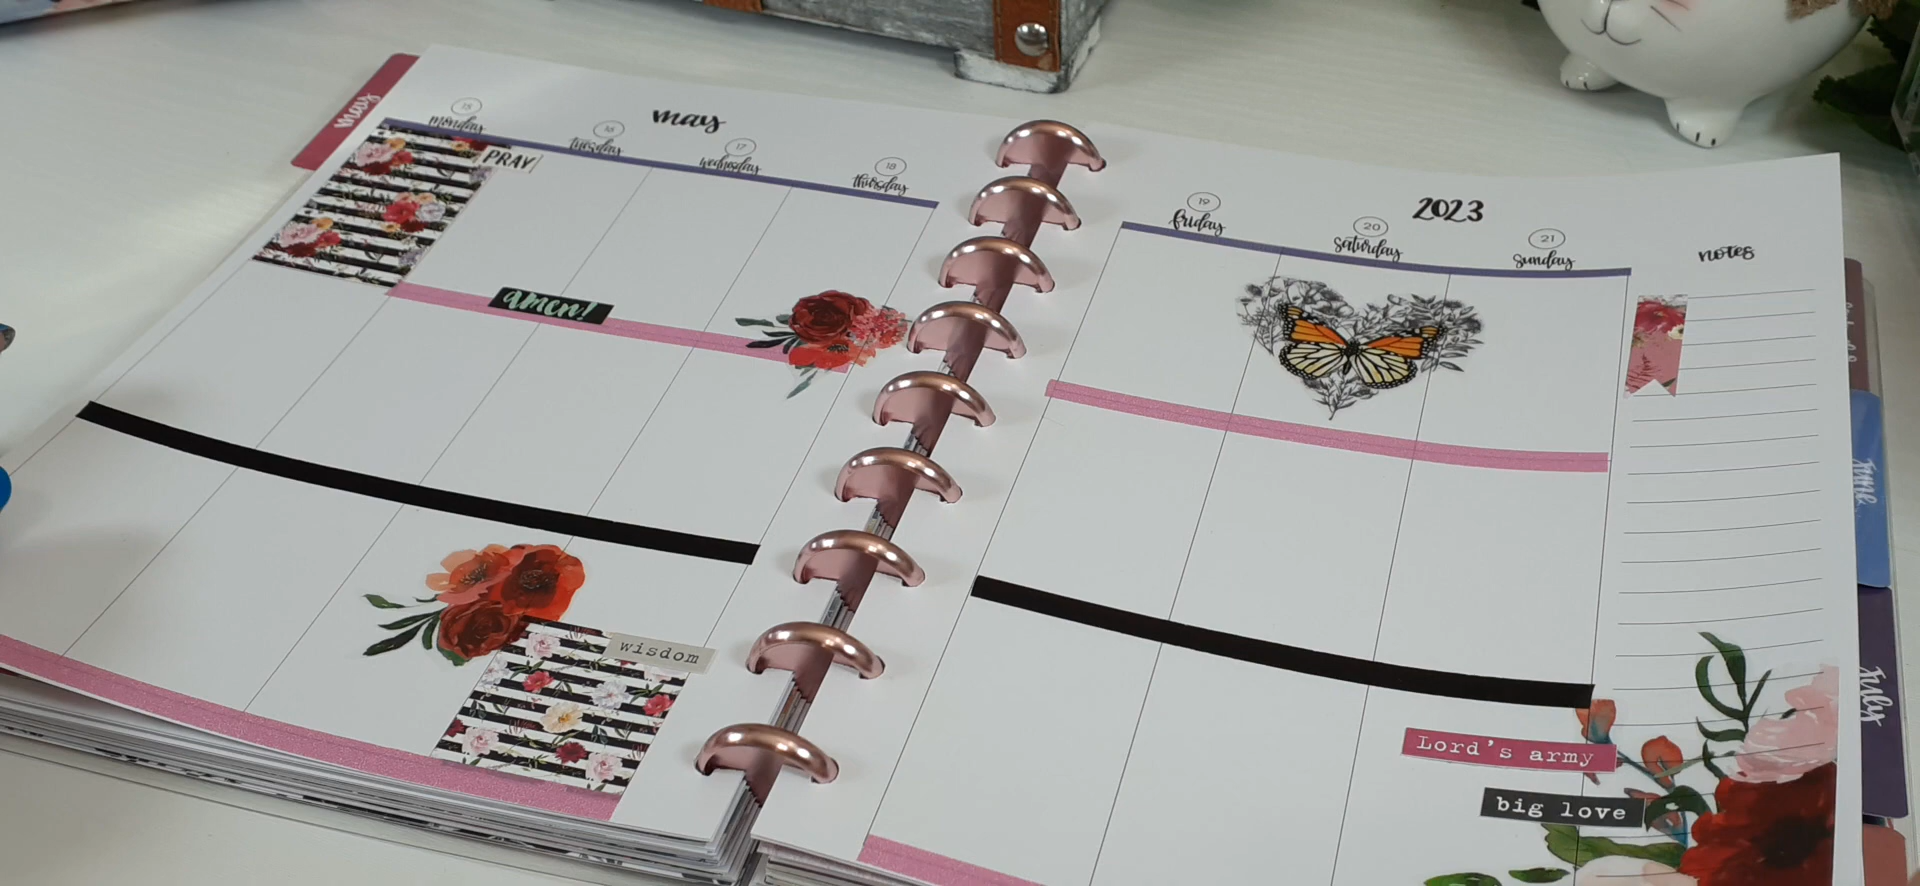 may
may
15
monday
16
tuesday
17
wednesday
18
thursday
PRAY
amen!
wisdom
2023
19
friday
20
saturday
21
sunday
notes
Lord's army
big love
june
july